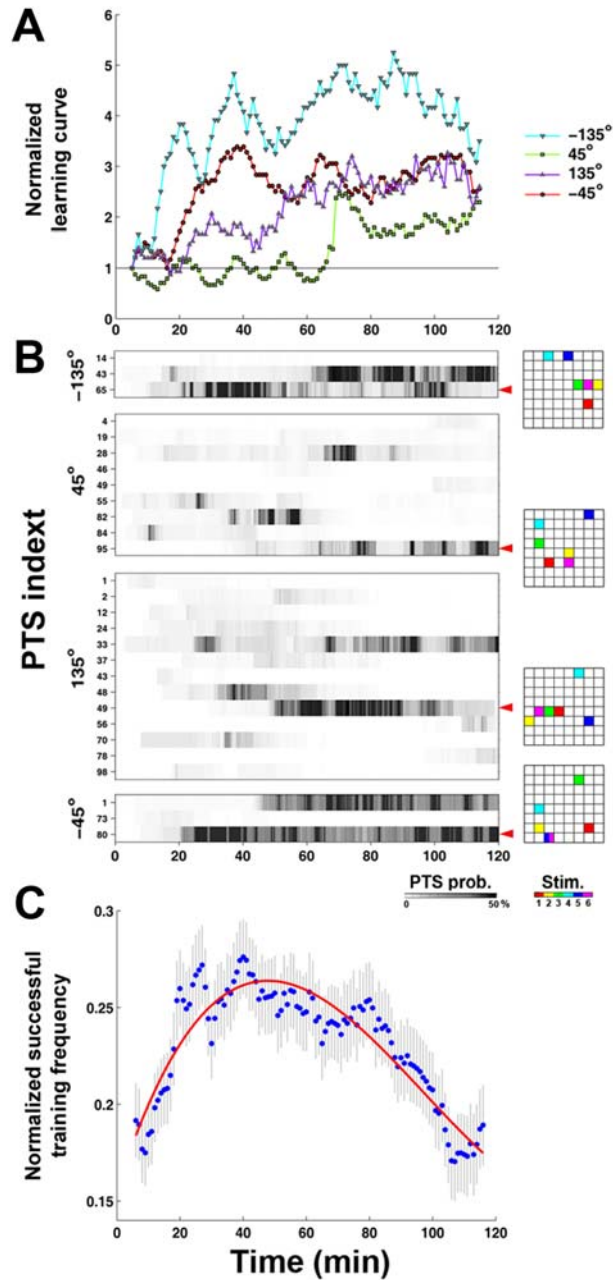 A
Normalized
learning curve
6
5
4
3
2
1
0
0 20 40 60 80 100 120
−135°
45°
135°
−45°
B
PTS indext
−135°
14
43
65
45°
4
19
28
46
49
55
82
84
95
135°
1
2
12
24
33
37
43
48
49
56
70
78
98
−45°
1
73
80
0 20 40 60 80 100 120
PTS prob.
0 50 %
Stim.
1 2 3 4 5 6
C
Normalized successful
training frequency
0.3
0.25
0.2
0.15
0 20 40 60 80 100 120
Time (min)